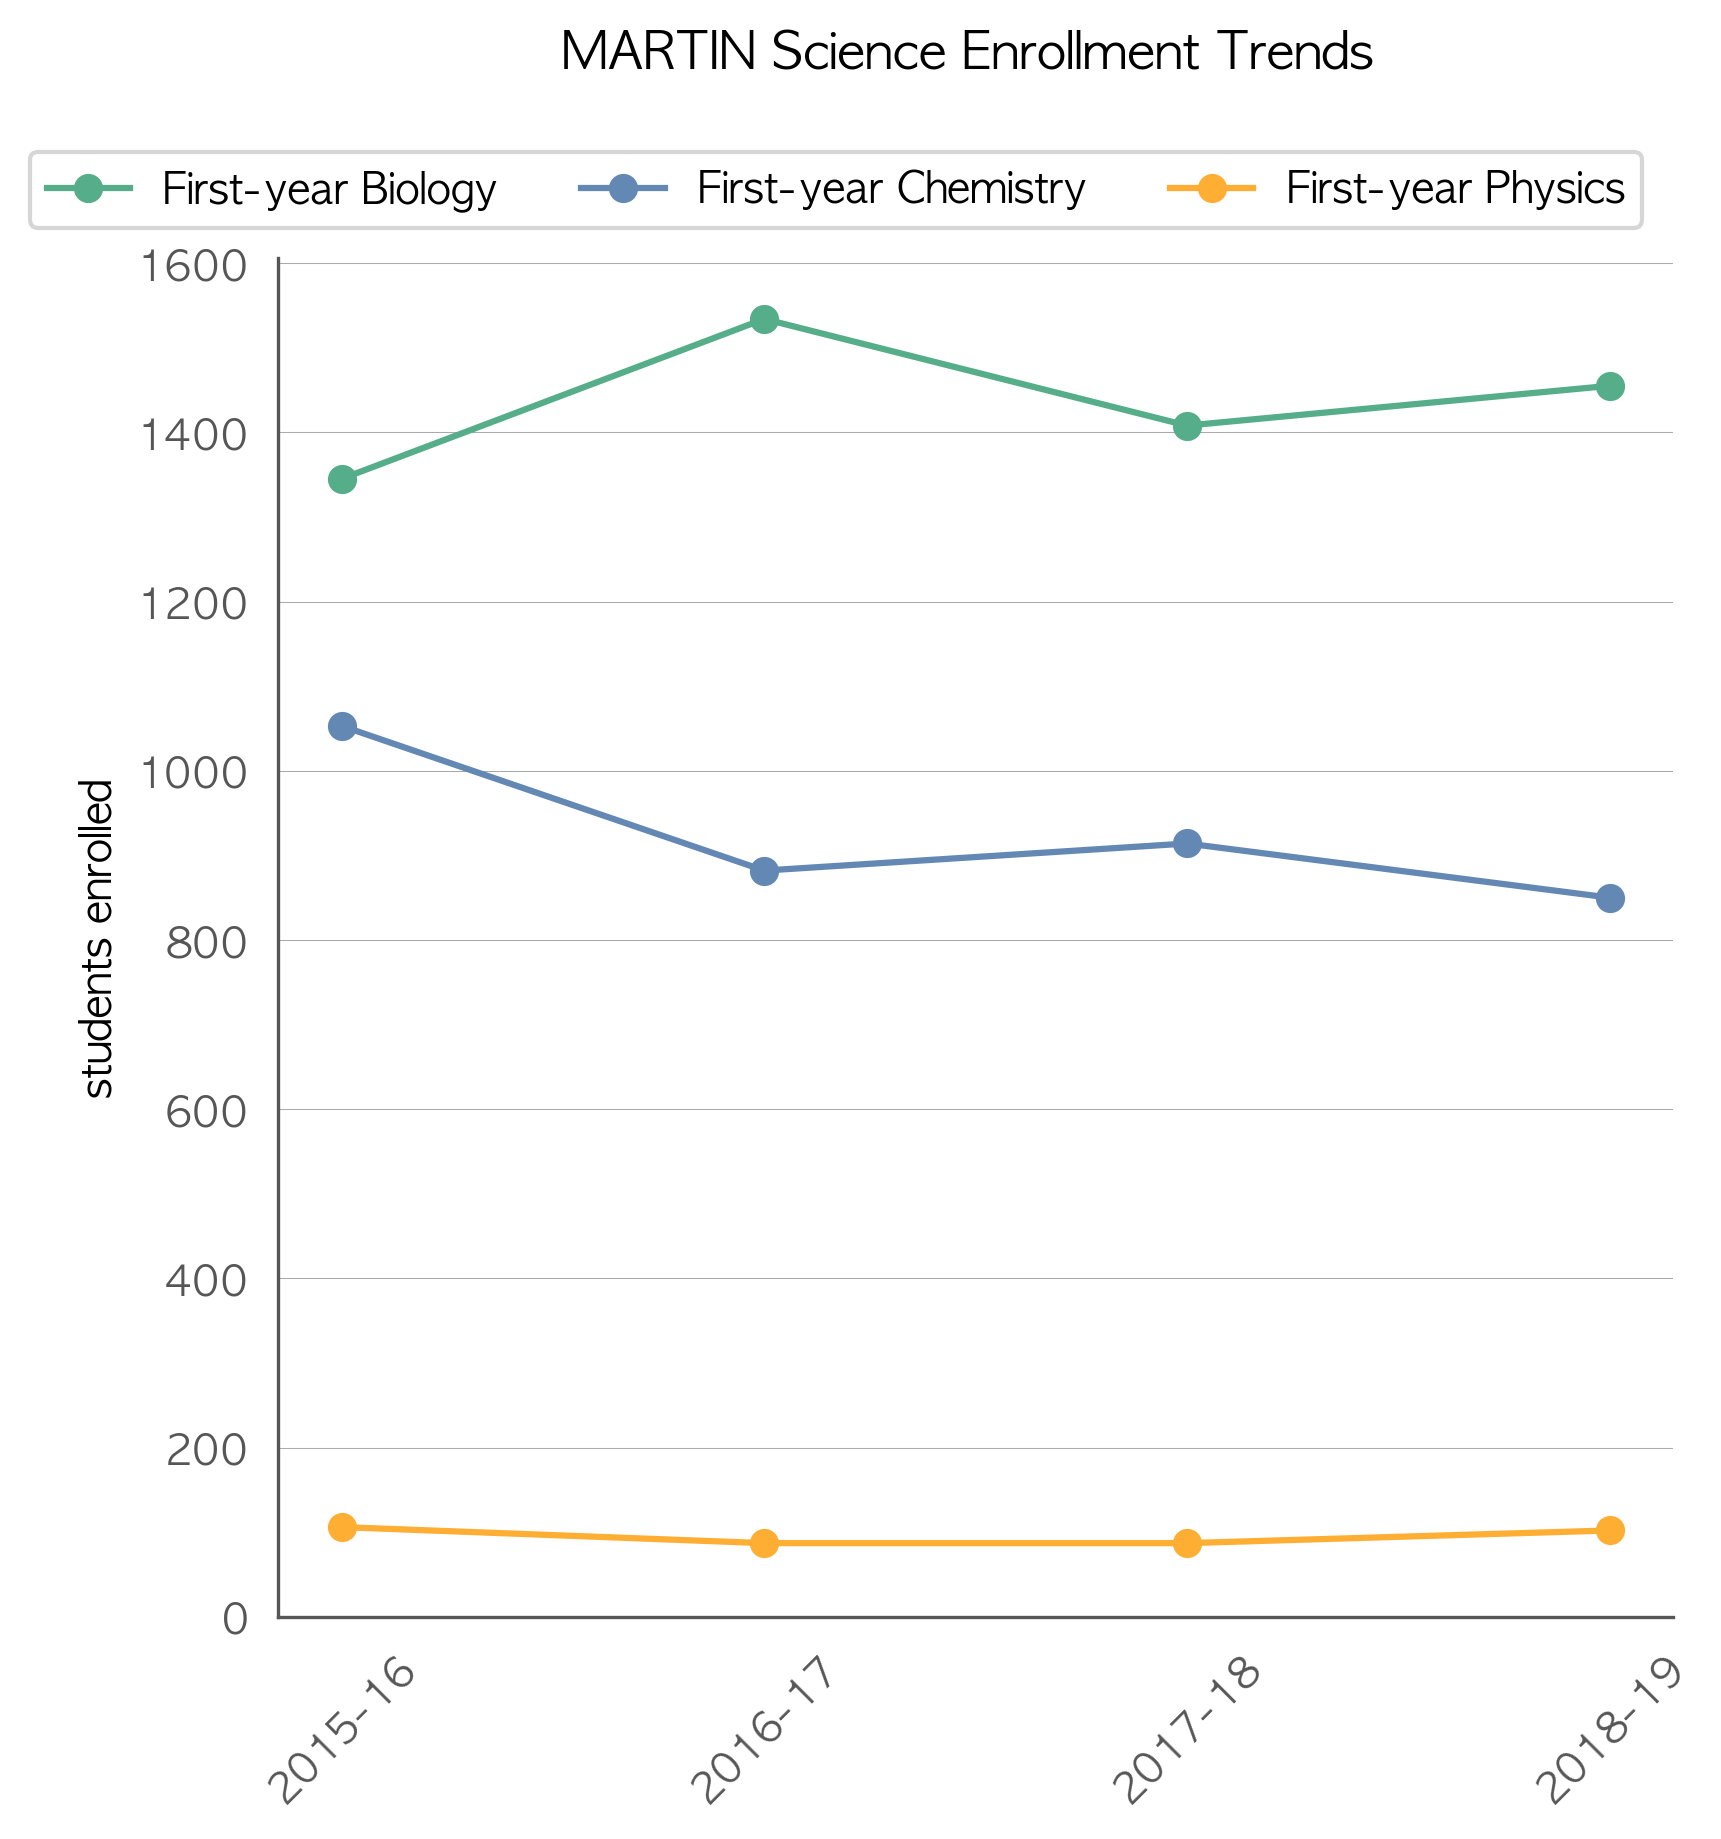 MARTIN Science Enrollment Trends
First-year Biology First-year Chemistry First-year Physics
1600
1400
1200
1000
800
600
400
200
0
students enrolled
2015-16 2016-17 2017-18 2018-19